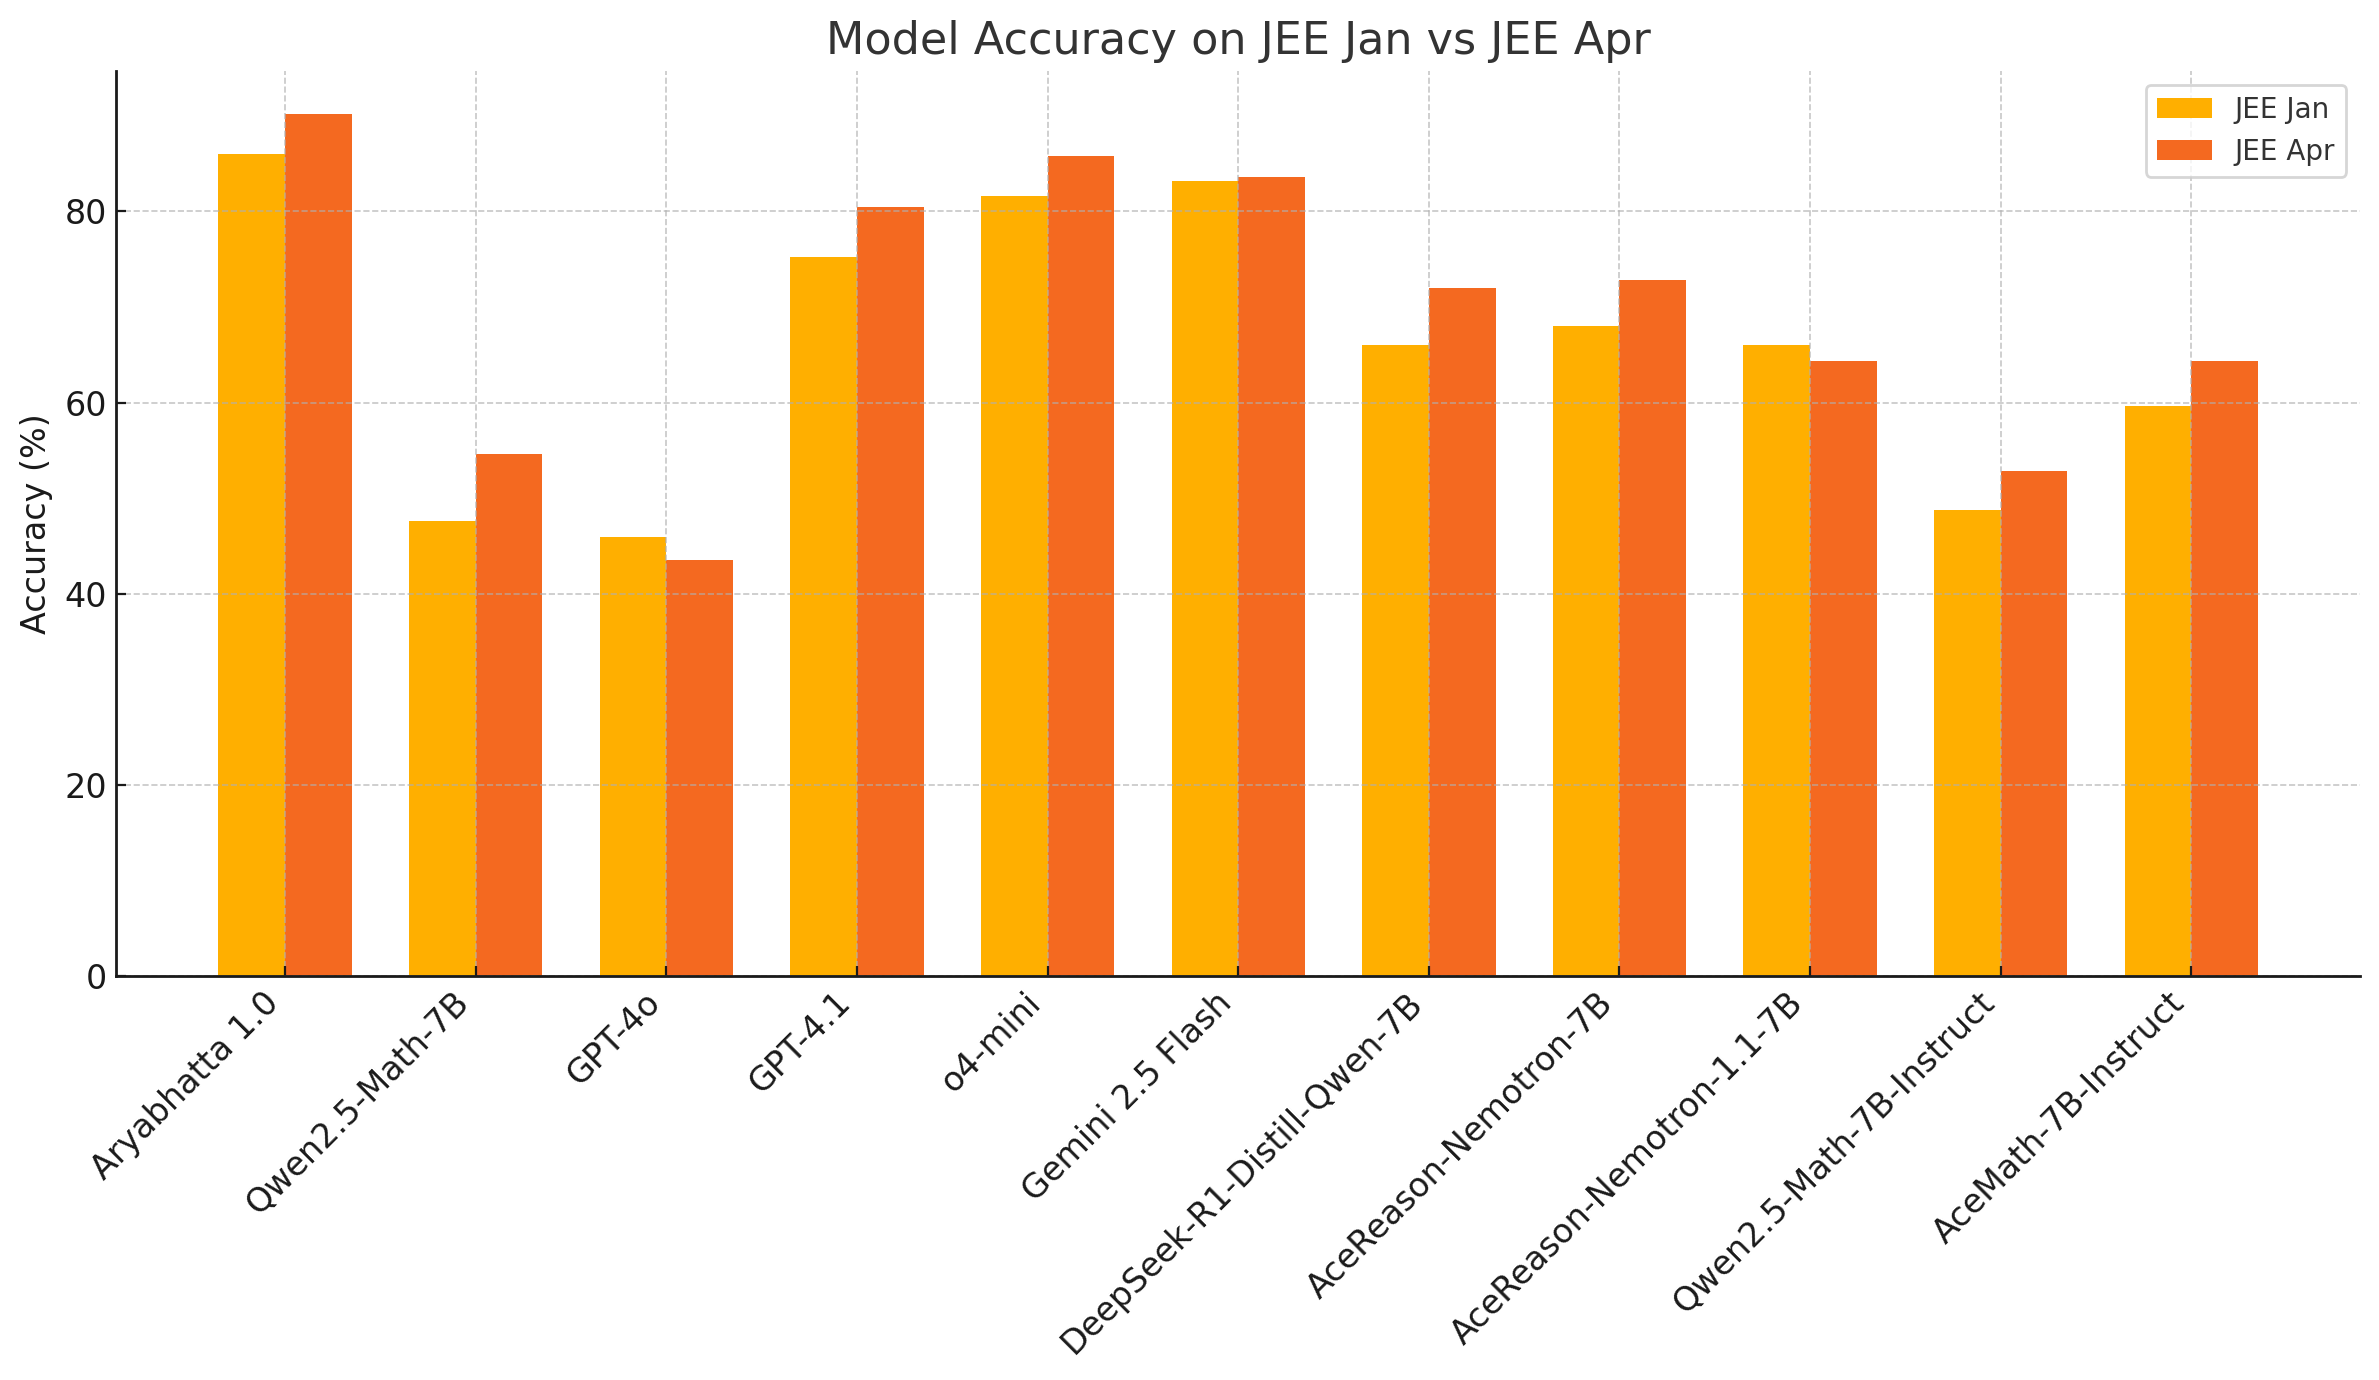 Model Accuracy on JEE Jan vs JEE Apr
JEE Jan
JEE Apr
Accuracy (%)
80
60
40
20
0
Aryabhatta 1.0
Qwen2.5-Math-7B
GPT-4o
GPT-4.1
o4-mini
Gemini 2.5 Flash
DeepSeek-R1-Distill-Qwen-7B
AceReason-Nemotron-7B
AceReason-Nemotron-1.1-7B
Qwen2.5-Math-7B-Instruct
AceMath-7B-Instruct